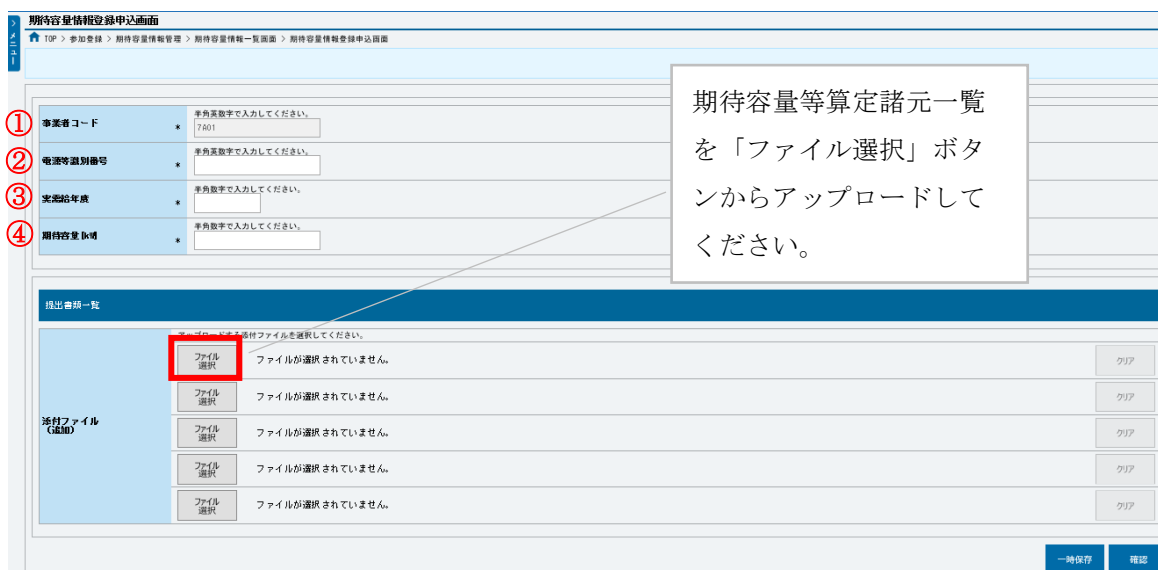 期待容量情報登録申込画面
> メニュー
TOP > 参加登録 > 期待容量情報管理 > 期待容量情報一覧画面 > 期待容量情報登録申込画面
期待容量等算定諸元一覧
を「ファイル選択」ボタ
ンからアップロードして
ください。
① 事業者コード * 半角英数字で入力してください。
7A01
② 電源等識別番号 * 半角英数字で入力してください。
③ 実需給年度 * 半角数字で入力してください。
④ 期待容量[kW] * 半角数字で入力してください。
提出書類一覧
添付ファイル
(追加)
アップロードする添付ファイルを選択してください。
ファイル
選択 ファイルが選択されていません。 クリア
ファイル
選択 ファイルが選択されていません。 クリア
ファイル
選択 ファイルが選択されていません。 クリア
ファイル
選択 ファイルが選択されていません。 クリア
ファイル
選択 ファイルが選択されていません。 クリア
一時保存 確認